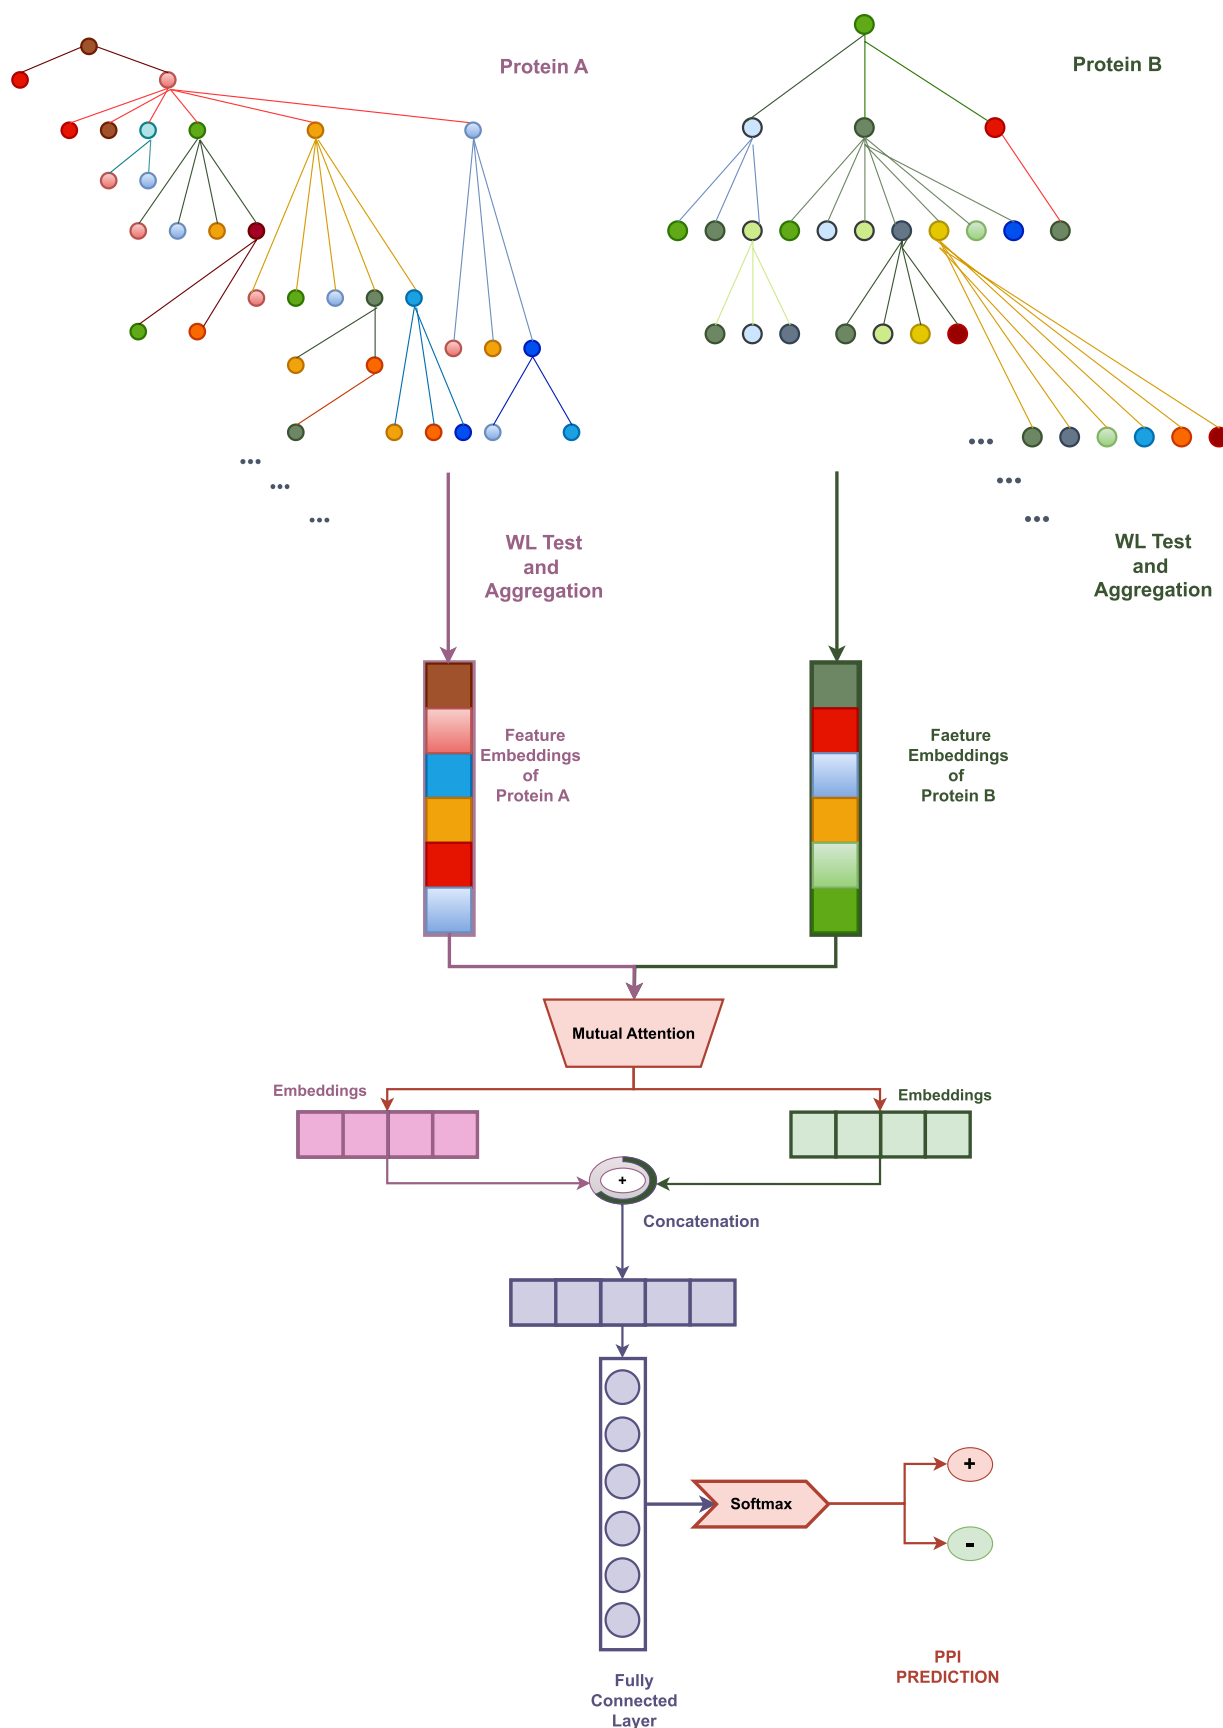 Protein A
Protein B
...
...
...
...
...
...
WL Test
and
Aggregation
WL Test
and
Aggregation
Feature
Embeddings
of
Protein A
Faeture
Embeddings
of
Protein B
Mutual Attention
Embeddings
Embeddings
+
Concatenation
Softmax
+
-
Fully
Connected
Layer
PPI
PREDICTION